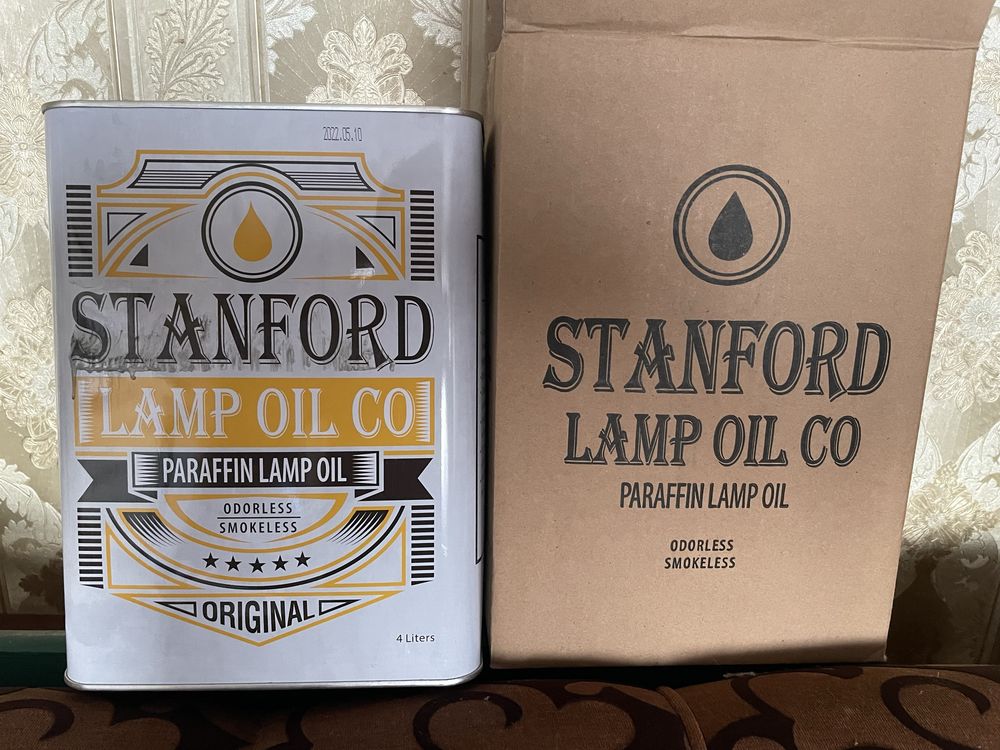 2022.05.10
STANFORD
LAMP OIL CO
PARAFFIN LAMP OIL
ODORLESS
SMOKELESS
ORIGINAL
4 Liters
STANFORD
LAMP OIL CO
PARAFFIN LAMP OIL
ODORLESS
SMOKELESS